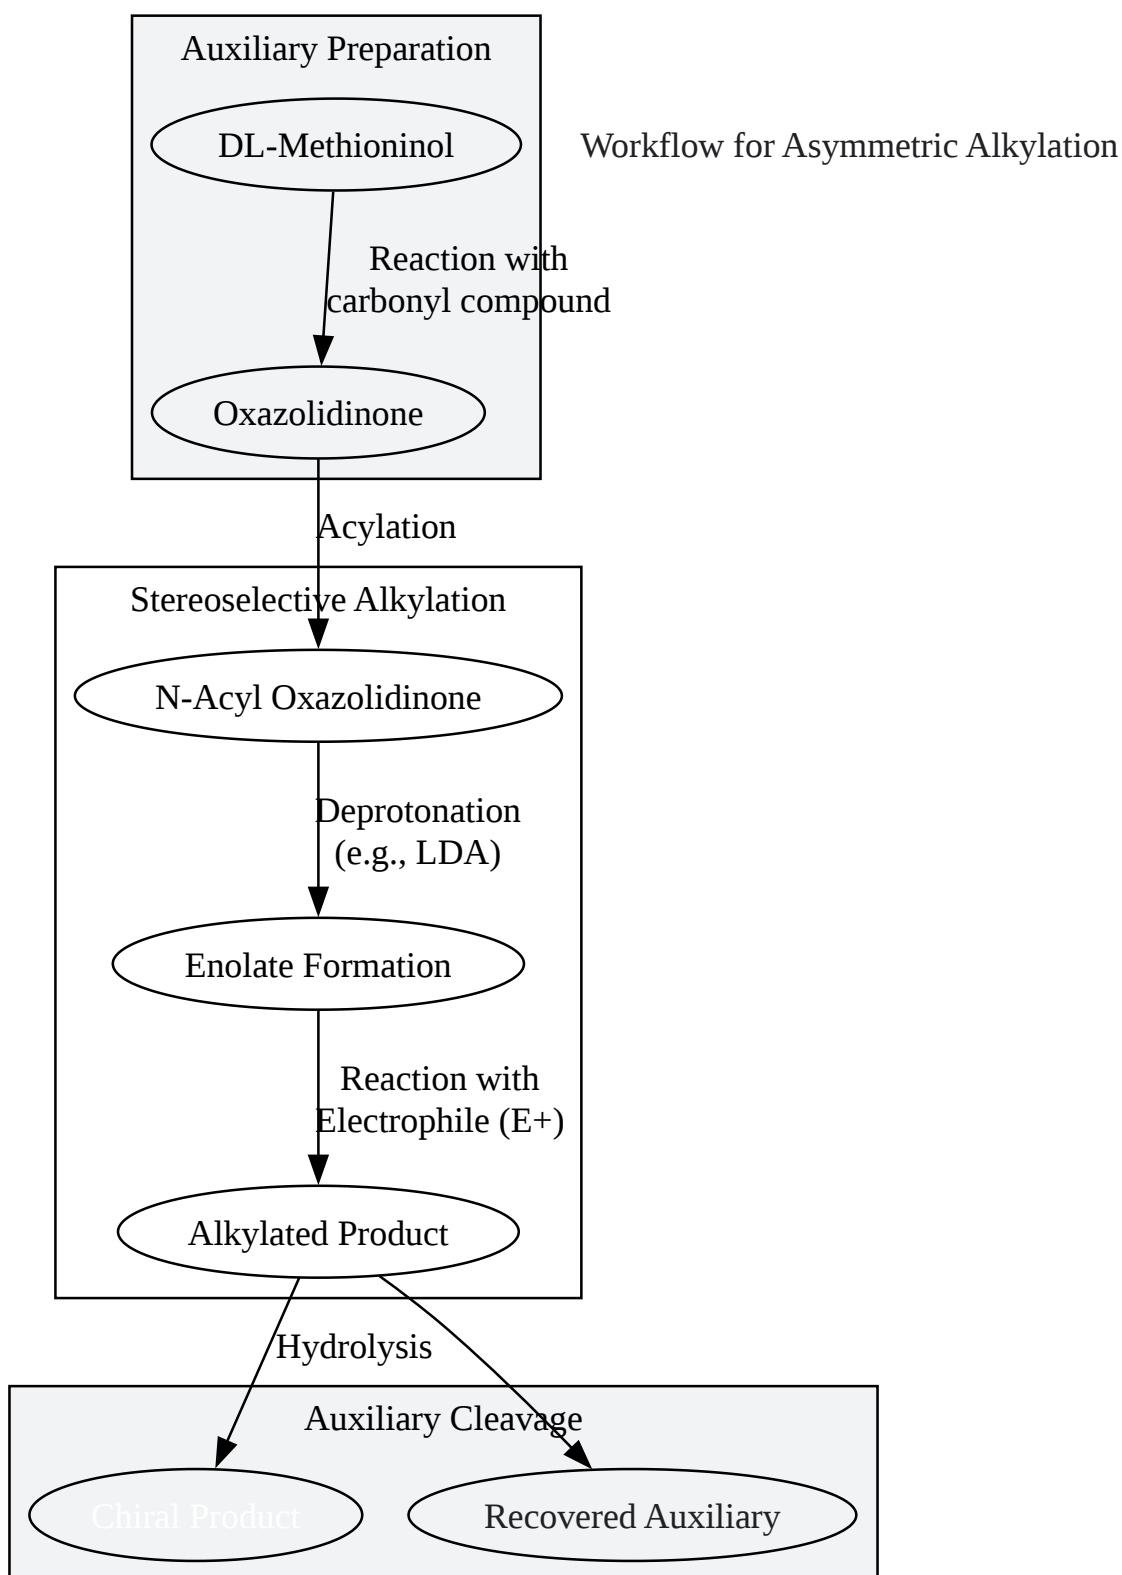 Auxiliary Preparation
DL-Methioninol
Workflow for Asymmetric Alkylation
Reaction with
carbonyl compound
Oxazolidinone
Acylation
Stereoselective Alkylation
N-Acyl Oxazolidinone
Deprotonation
(e.g., LDA)
Enolate Formation
Reaction with
Electrophile (E+)
Alkylated Product
Hydrolysis
Auxiliary Cleavage
Chiral Product
Recovered Auxiliary